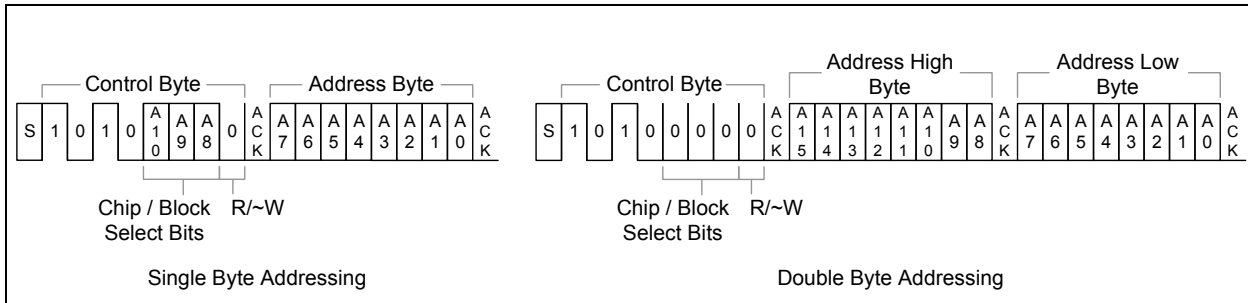 Control Byte Address Byte
S 1 0 1 0 A10 A9 A8 0 ACK A7 A6 A5 A4 A3 A2 A1 A0 ACK
Chip / Block Select Bits R/~W
Single Byte Addressing
Control Byte Address High Byte Address Low Byte
S 1 0 1 0 0 0 0 0 ACK A15 A14 A13 A12 A11 A10 A9 A8 ACK A7 A6 A5 A4 A3 A2 A1 A0 ACK
Chip / Block Select Bits R/~W
Double Byte Addressing